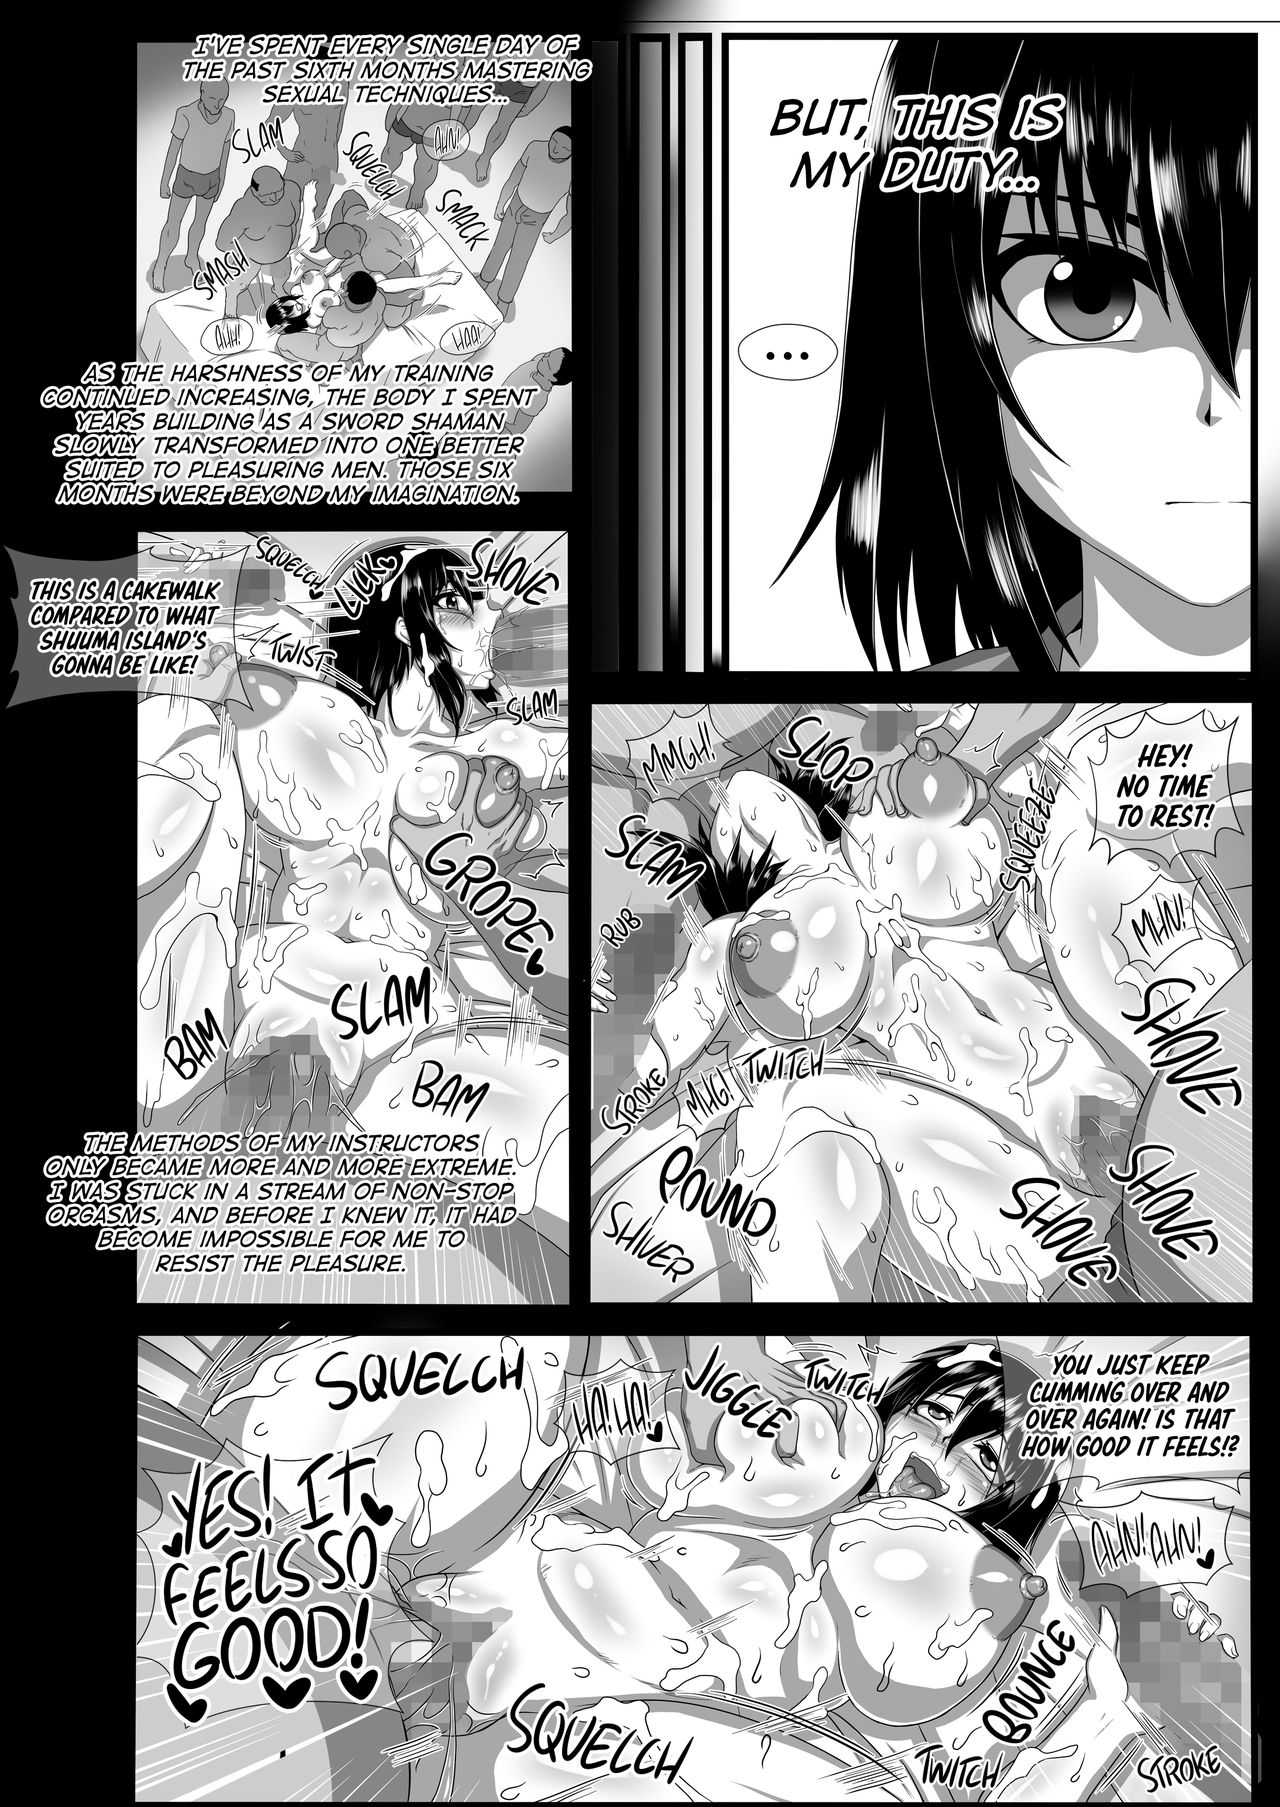 BUT, THIS IS
MY DUTY...
...
I'VE SPENT EVERY SINGLE DAY OF
THE PAST SIXTH MONTHS MASTERING
SEXUAL TECHNIQUES...
SLAM
AHN!
SQUELCH
SMACK
SMASH
AHH!
HAA!
AS THE HARSHNESS OF MY TRAINING
CONTINUED INCREASING, THE BODY I SPENT
YEARS BUILDING AS A SWORD SHAMAN
SLOWLY TRANSFORMED INTO ONE BETTER
SUITED TO PLEASURING MEN. THOSE SIX
MONTHS WERE BEYOND MY IMAGINATION.
HEY!
NO TIME
TO REST!
MMGH!
SLOP
SQUEEZE
SLAM
RUB
MHN!
SHOVE
STROKE
MHG!
TWITCH
POUND
SHIVER
SHOVE
SHOVE
THIS IS A CAKEWALK
COMPARED TO WHAT
SHUUMA ISLAND'S
GONNA BE LIKE!
SQUELCH
LICK
SHOVE
TWIST
SLAM
GROPE
SLAM
BAM
BAM
THE METHODS OF MY INSTRUCTORS
ONLY BECAME MORE AND MORE EXTREME.
I WAS STUCK IN A STREAM OF NON-STOP
ORGASMS, AND BEFORE I KNEW IT, IT HAD
BECOME IMPOSSIBLE FOR ME TO
RESIST THE PLEASURE.
YOU JUST KEEP
CUMMING OVER AND
OVER AGAIN! IS THAT
HOW GOOD IT FEELS!?
TWITCH
JIGGLE
HA! HA!
SQUELCH
AHN! AHN!
YES! IT
FEELS SO
GOOD!
BOUNCE
SQUELCH
TWITCH
STROKE